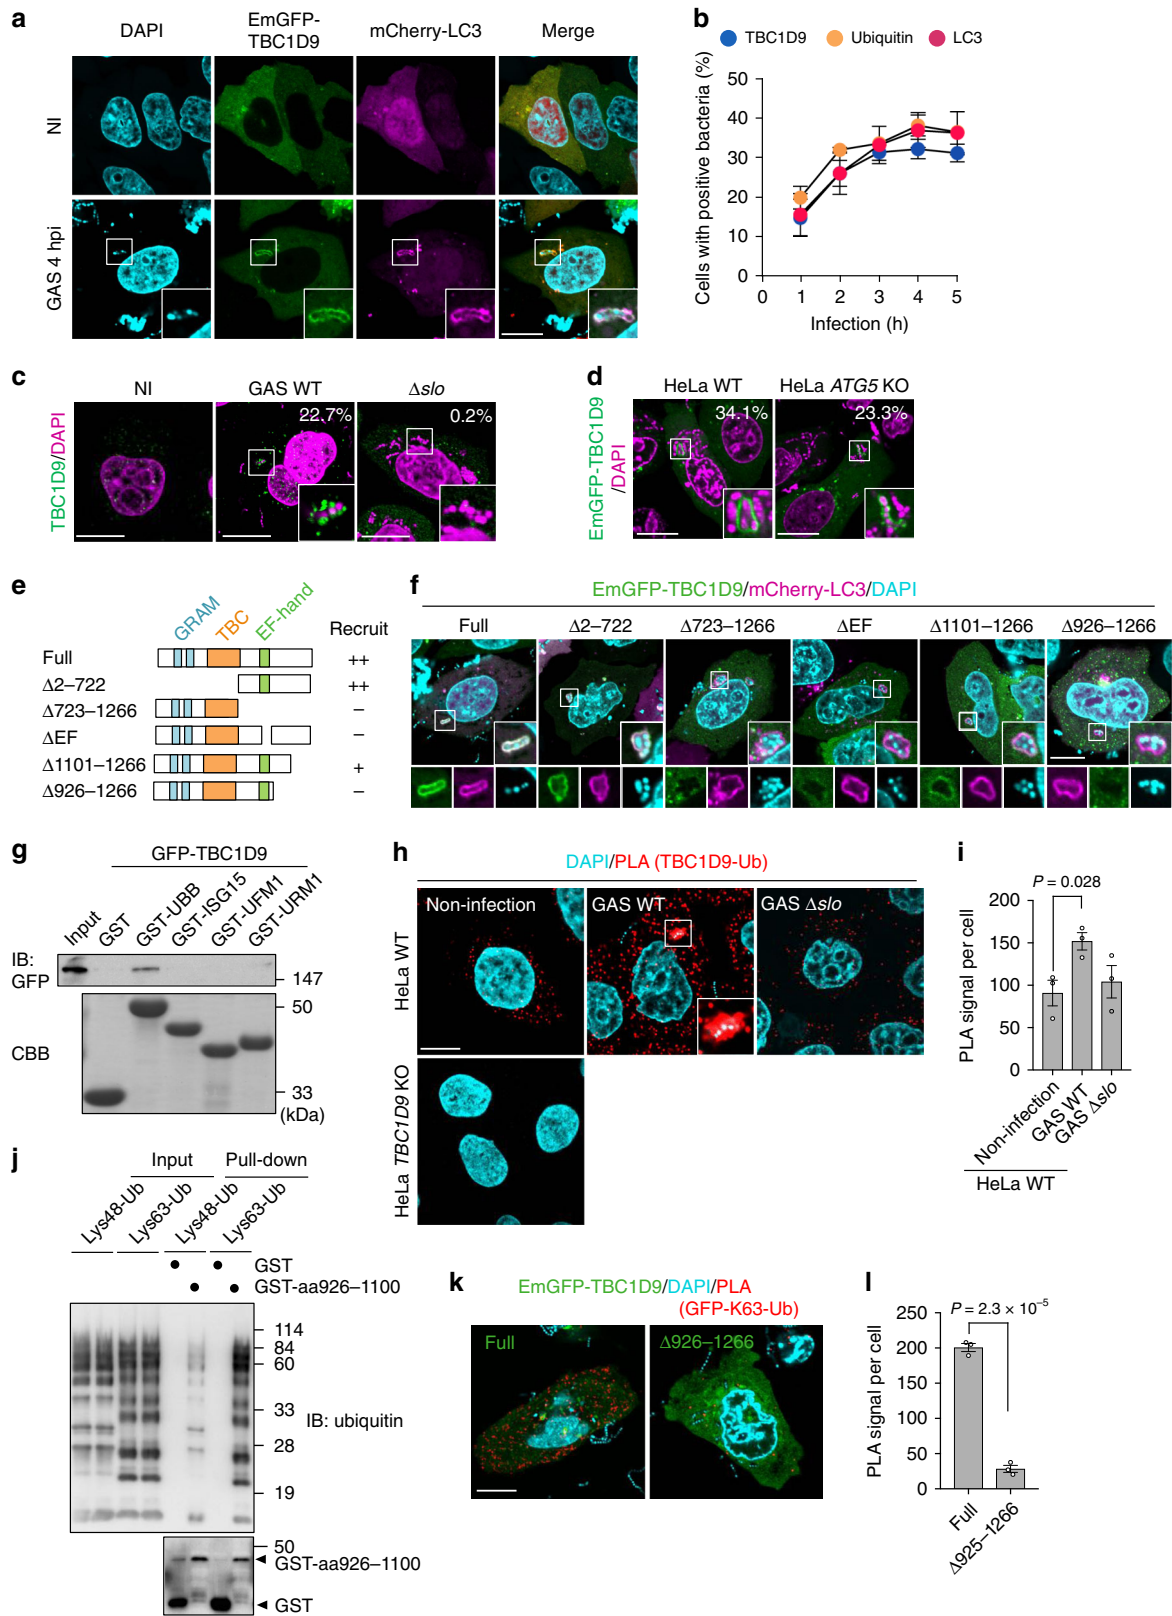 a
DAPI
EmGFP-
TBC1D9
mCherry-LC3
Merge
NI
GAS 4 hpi
b
TBC1D9
Ubiquitin
LC3
Cells with positive bacteria (%)
50
40
30
20
10
0
0
1
2
3
4
5
Infection (h)
c
NI
GAS WT
Δslo
TBC1D9/DAPI
22.7%
0.2%
d
HeLa WT
HeLa ATG5 KO
EmGFP-TBC1D9
/DAPI
34.1%
23.3%
e
GRAM
TBC
EF-hand
Recruit
Full
++
Δ2–722
++
Δ723–1266
–
ΔEF
–
Δ1101–1266
+
Δ926–1266
–
f
EmGFP-TBC1D9/mCherry-LC3/DAPI
Full
Δ2–722
Δ723–1266
ΔEF
Δ1101–1266
Δ926–1266
g
GFP-TBC1D9
Input
GST
GST-UBB
GST-ISG15
GST-UFM1
GST-URM1
IB:
GFP
147
50
CBB
33
(kDa)
h
DAPI/PLA (TBC1D9-Ub)
Non-infection
GAS WT
GAS Δslo
HeLa WT
HeLa TBC1D9 KO
i
P = 0.028
PLA signal per cell
200
150
100
50
0
Non-infection
GAS WT
GAS Δslo
HeLa WT
j
Input
Pull-down
Lys48-Ub
Lys63-Ub
Lys48-Ub
Lys63-Ub
GST
GST-aa926–1100
114
84
60
33
28
19
IB: ubiquitin
50
GST-aa926–1100
GST
k
EmGFP-TBC1D9/DAPI/PLA
(GFP-K63-Ub)
Full
Δ926–1266
l
P = 2.3 × 10⁻⁵
PLA signal per cell
250
200
150
100
50
0
Full
Δ925–1266